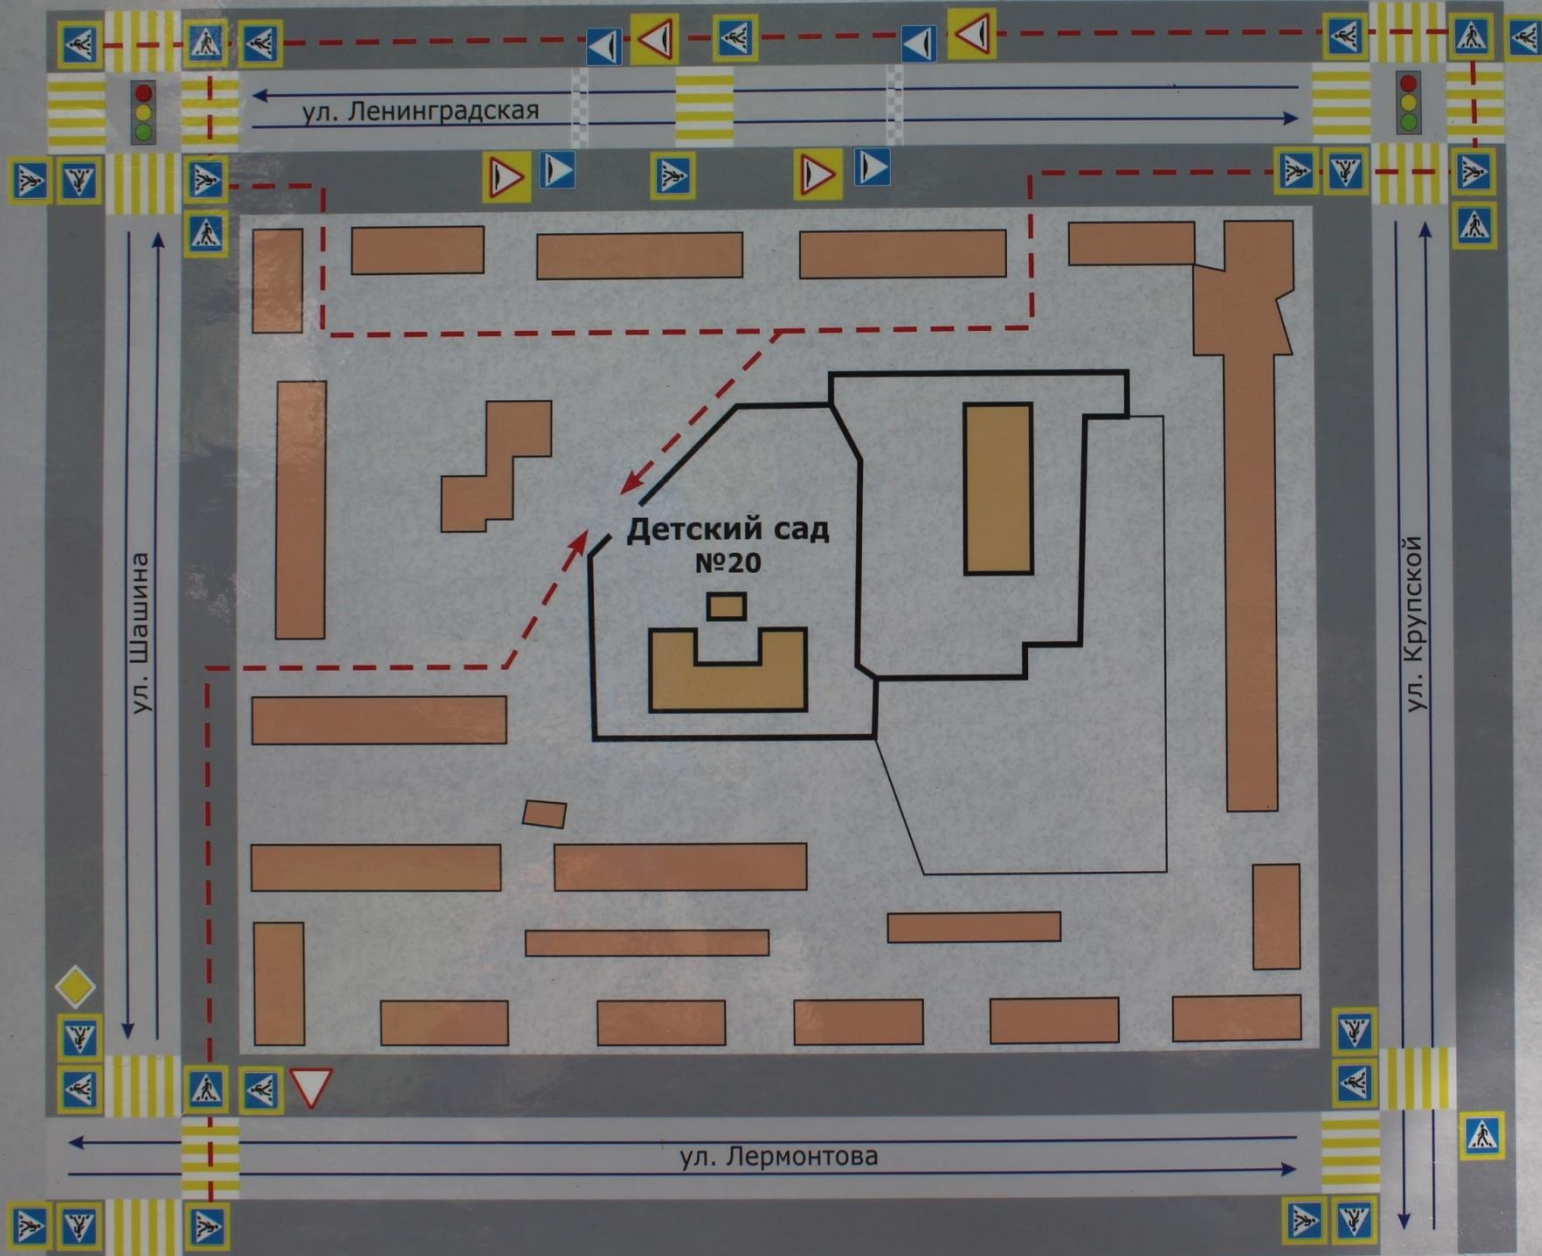 ул. Ленинградская
Детский сад
№20
ул. Шашина
ул. Крупской
ул. Лермонтова